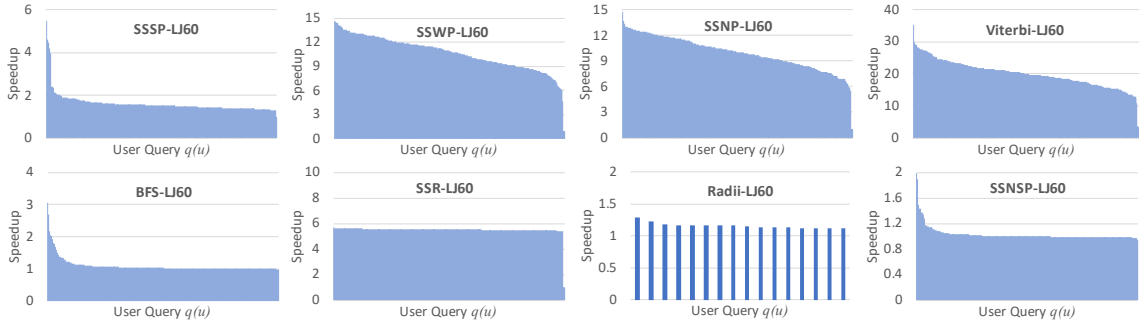 SSSP-LJ60
Speedup
6
4
2
0
User Query q(u)
SSWP-LJ60
Speedup
15
12
9
6
3
0
User Query q(u)
SSNP-LJ60
Speedup
15
12
9
6
3
0
User Query q(u)
Viterbi-LJ60
Speedup
40
30
20
10
0
User Query q(u)
BFS-LJ60
Speedup
4
3
2
1
0
User Query q(u)
SSR-LJ60
Speedup
10
8
6
4
2
0
User Query q(u)
Radii-LJ60
Speedup
2
1.5
1
0.5
0
User Query q(u)
SSNSP-LJ60
Speedup
2
1.6
1.2
0.8
0.4
0
User Query q(u)